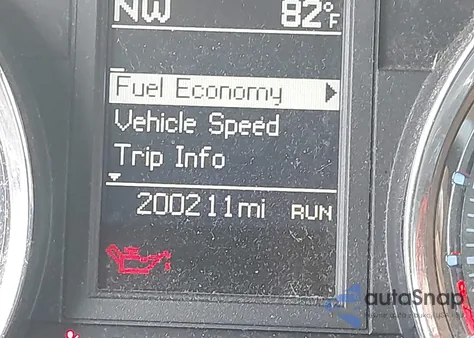 NW 82°F
Fuel Economy
Vehicle Speed
Trip Info
200211mi RUN
autoSnap